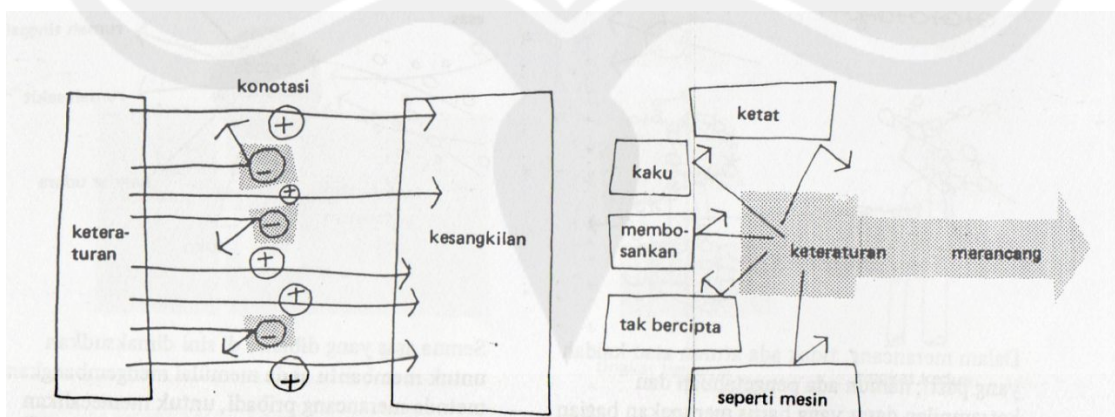 konotasi
ketera-
turan
kesangkilan
ketat
kaku
membo-
sankan
tak bercipta
seperti mesin
keteraturan
merancang